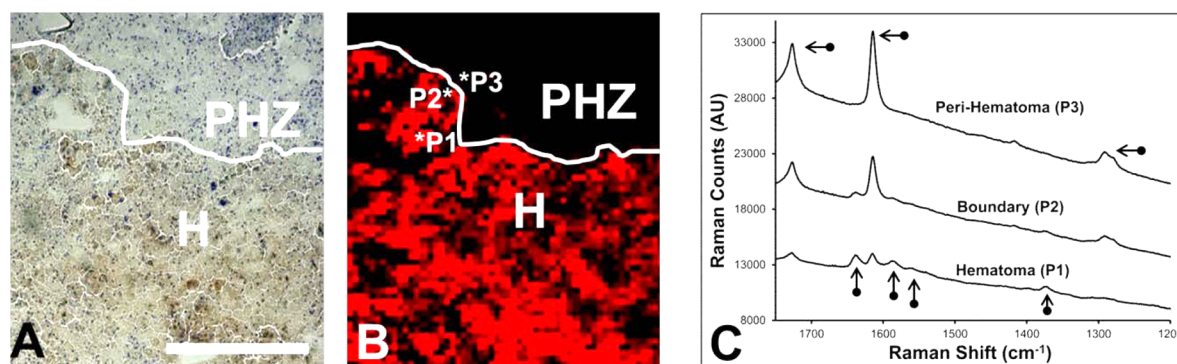 PHZ
H
A
*P3
P2*
PHZ
*P1
H
B
33000
28000
23000
18000
13000
8000
Raman Counts (AU)
Peri-Hematoma (P3)
Boundary (P2)
Hematoma (P1)
1700 1600 1500 1400 1300 120
Raman Shift (cm-1)
C